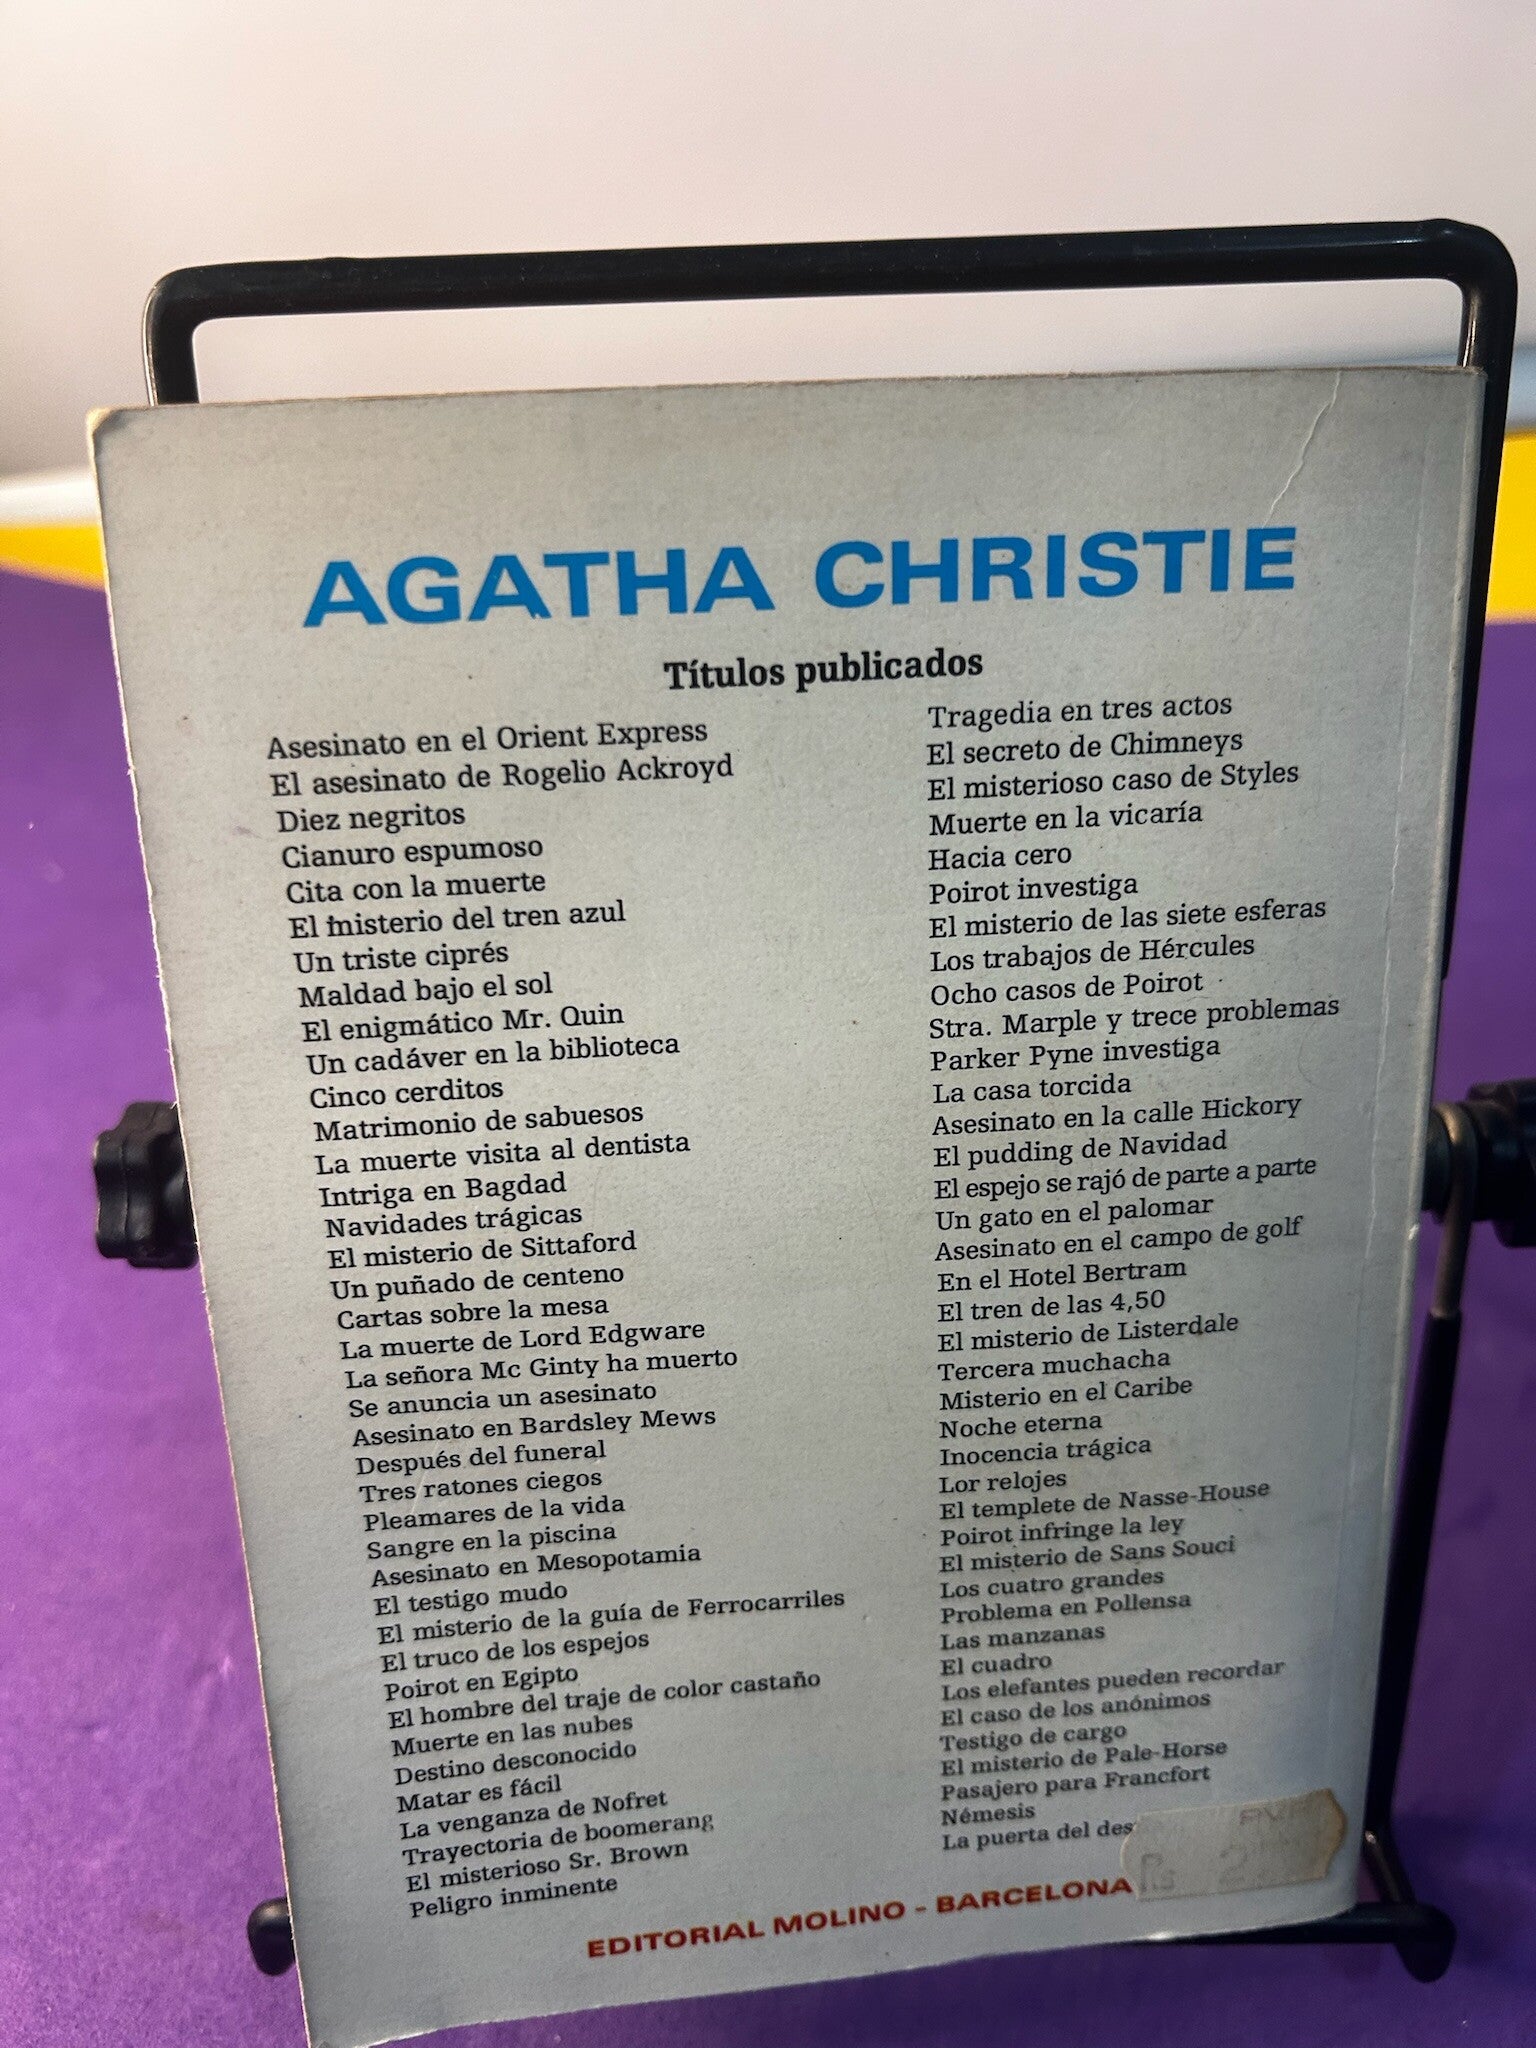 AGATHA CHRISTIE
Títulos publicados
Asesinato en el Orient Express
El asesinato de Rogelio Ackroyd
Diez negritos
Cianuro espumoso
Cita con la muerte
El misterio del tren azul
Un triste ciprés
Maldad bajo el sol
El enigmático Mr. Quin
Un cadáver en la biblioteca
Cinco cerditos
Matrimonio de sabuesos
La muerte visita al dentista
Intriga en Bagdad
Navidades trágicas
El misterio de Sittaford
Un puñado de centeno
Cartas sobre la mesa
La muerte de Lord Edgware
La señora Mc Ginty ha muerto
Se anuncia un asesinato
Asesinato en Bardsley Mews
Después del funeral
Tres ratones ciegos
Pleamares de la vida
Sangre en la piscina
Asesinato en Mesopotamia
El testigo mudo
El misterio de la guía de Ferrocarriles
El truco de los espejos
Poirot en Egipto
El hombre del traje de color castaño
Muerte en las nubes
Destino desconocido
Matar es fácil
La venganza de Nofret
Trayectoria de boomerang
El misterioso Sr. Brown
Peligro inminente
Tragedia en tres actos
El secreto de Chimneys
El misterioso caso de Styles
Muerte en la vicaría
Hacia cero
Poirot investiga
El misterio de las siete esferas
Los trabajos de Hércules
Ocho casos de Poirot
Stra. Marple y trece problemas
Parker Pyne investiga
La casa torcida
Asesinato en la calle Hickory
El pudding de Navidad
El espejo se rajó de parte a parte
Un gato en el palomar
Asesinato en el campo de golf
En el Hotel Bertram
El tren de las 4,50
El misterio de Listerdale
Tercera muchacha
Misterio en el Caribe
Noche eterna
Inocencia trágica
Lor relojes
El templete de Nasse-House
Poirot infringe la ley
El misterio de Sans Souci
Los cuatro grandes
Problema en Pollensa
Las manzanas
El cuadro
Los elefantes pueden recordar
El caso de los anónimos
Testigo de cargo
El misterio de Pale-Horse
Pasajero para Francfort
Némesis
La puerta del des
EDITORIAL MOLINO - BARCELONA